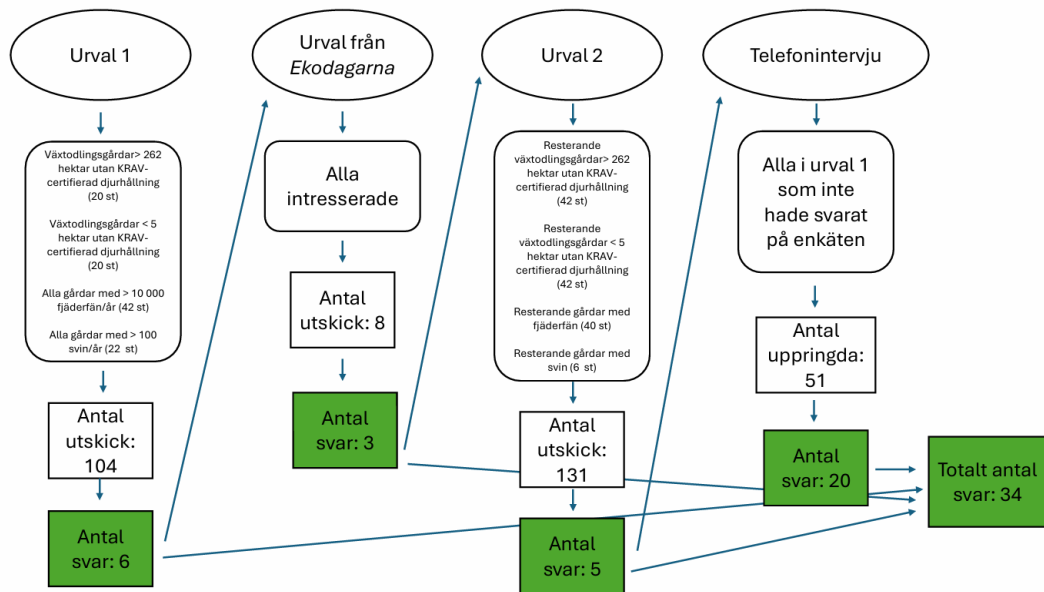 Urval 1
Växtodlingsgårdar> 262
hektar utan KRAV-
certifierad djurhållning
(20 st)
Växtodlingsgårdar < 5
hektar utan KRAV-
certifierad djurhållning
(20 st)
Alla gårdar med > 10 000
fjäderfän/år (42 st)
Alla gårdar med > 100
svin/år (22 st)
Antal
utskick:
104
Antal
svar: 6
Urval från
Ekodagarna
Alla
intresserade
Antal
utskick: 8
Antal
svar: 3
Urval 2
Resterande
växtodlingsgårdar> 262
hektar utan KRAV-
certifierad djurhållning
(42 st)
Resterande
växtodlingsgårdar < 5
hektar utan KRAV-
certifierad djurhållning
(42 st)
Resterande gårdar med
fjäderfän (40 st)
Resterande gårdar med
svin (6 st)
Antal
utskick:
131
Antal
svar: 5
Telefonintervju
Alla i urval 1
som inte
hade svarat
på enkäten
Antal
uppringda:
51
Antal
svar: 20
Totalt antal
svar: 34